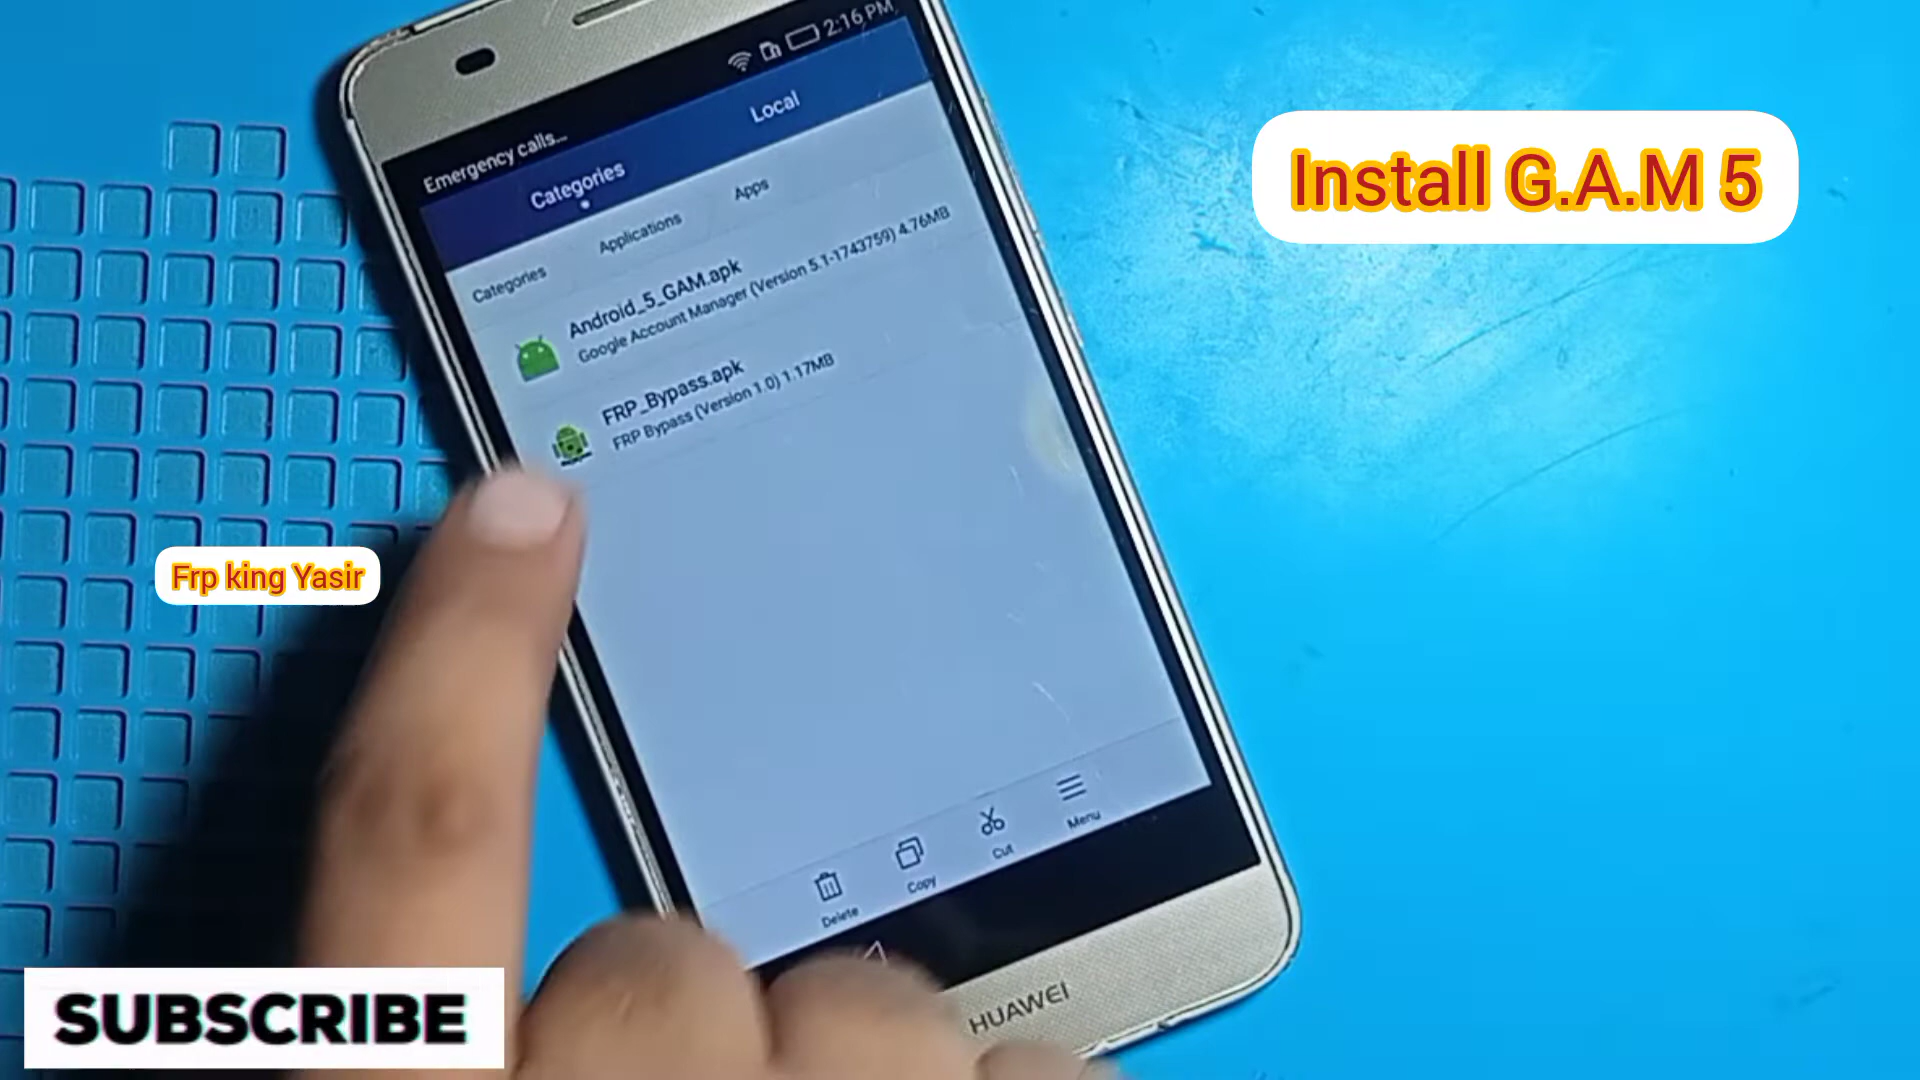 2:16 PM
Emergency calls...
Categories
Local
Categories
Applications
Apps
Android_5_GAM.apk
Google Account Manager (Version 5.1-1743759) 4.76MB
FRP_Bypass.apk
FRP Bypass (Version 1.0) 1.17MB
Delete
Copy
Cut
Menu
HUAWEI
Install G.A.M 5
Frp king Yasir
SUBSCRIBE